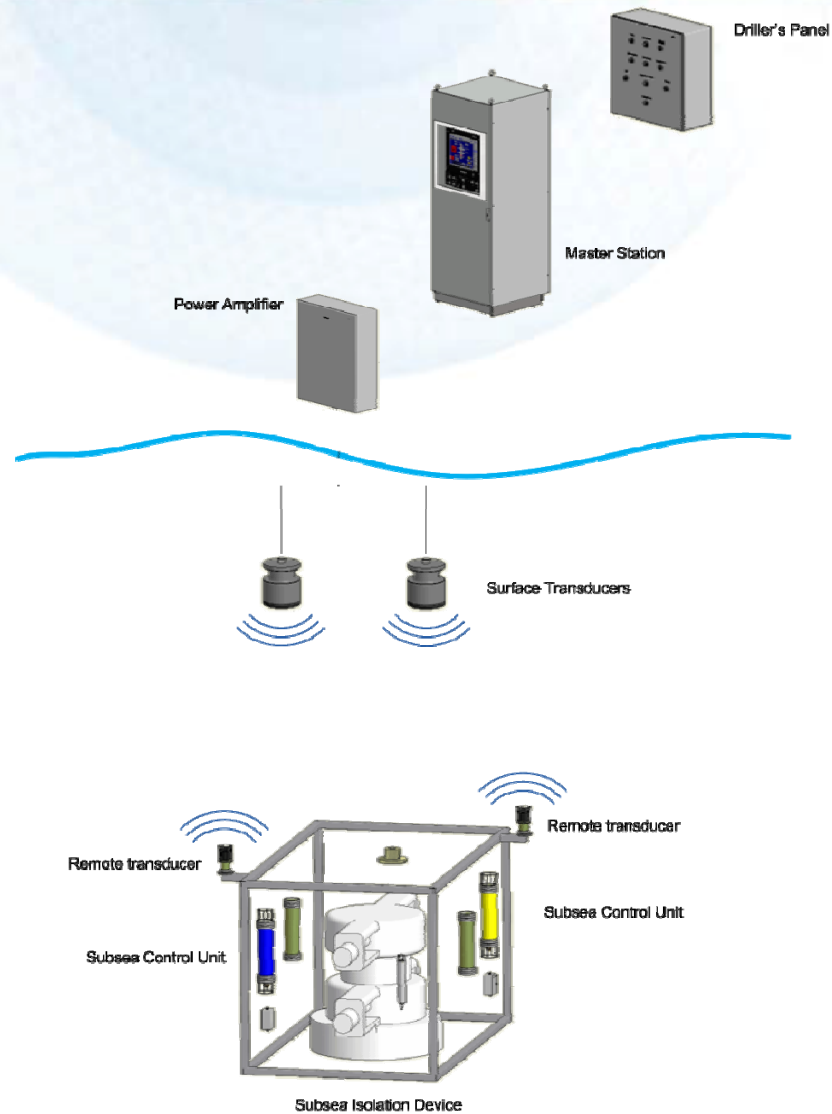 Driller's Panel
Master Station
Power Amplifier
Surface Transducers
Remote transducer
Remote transducer
Subsea Control Unit
Subsea Control Unit
Subsea Isolation Device